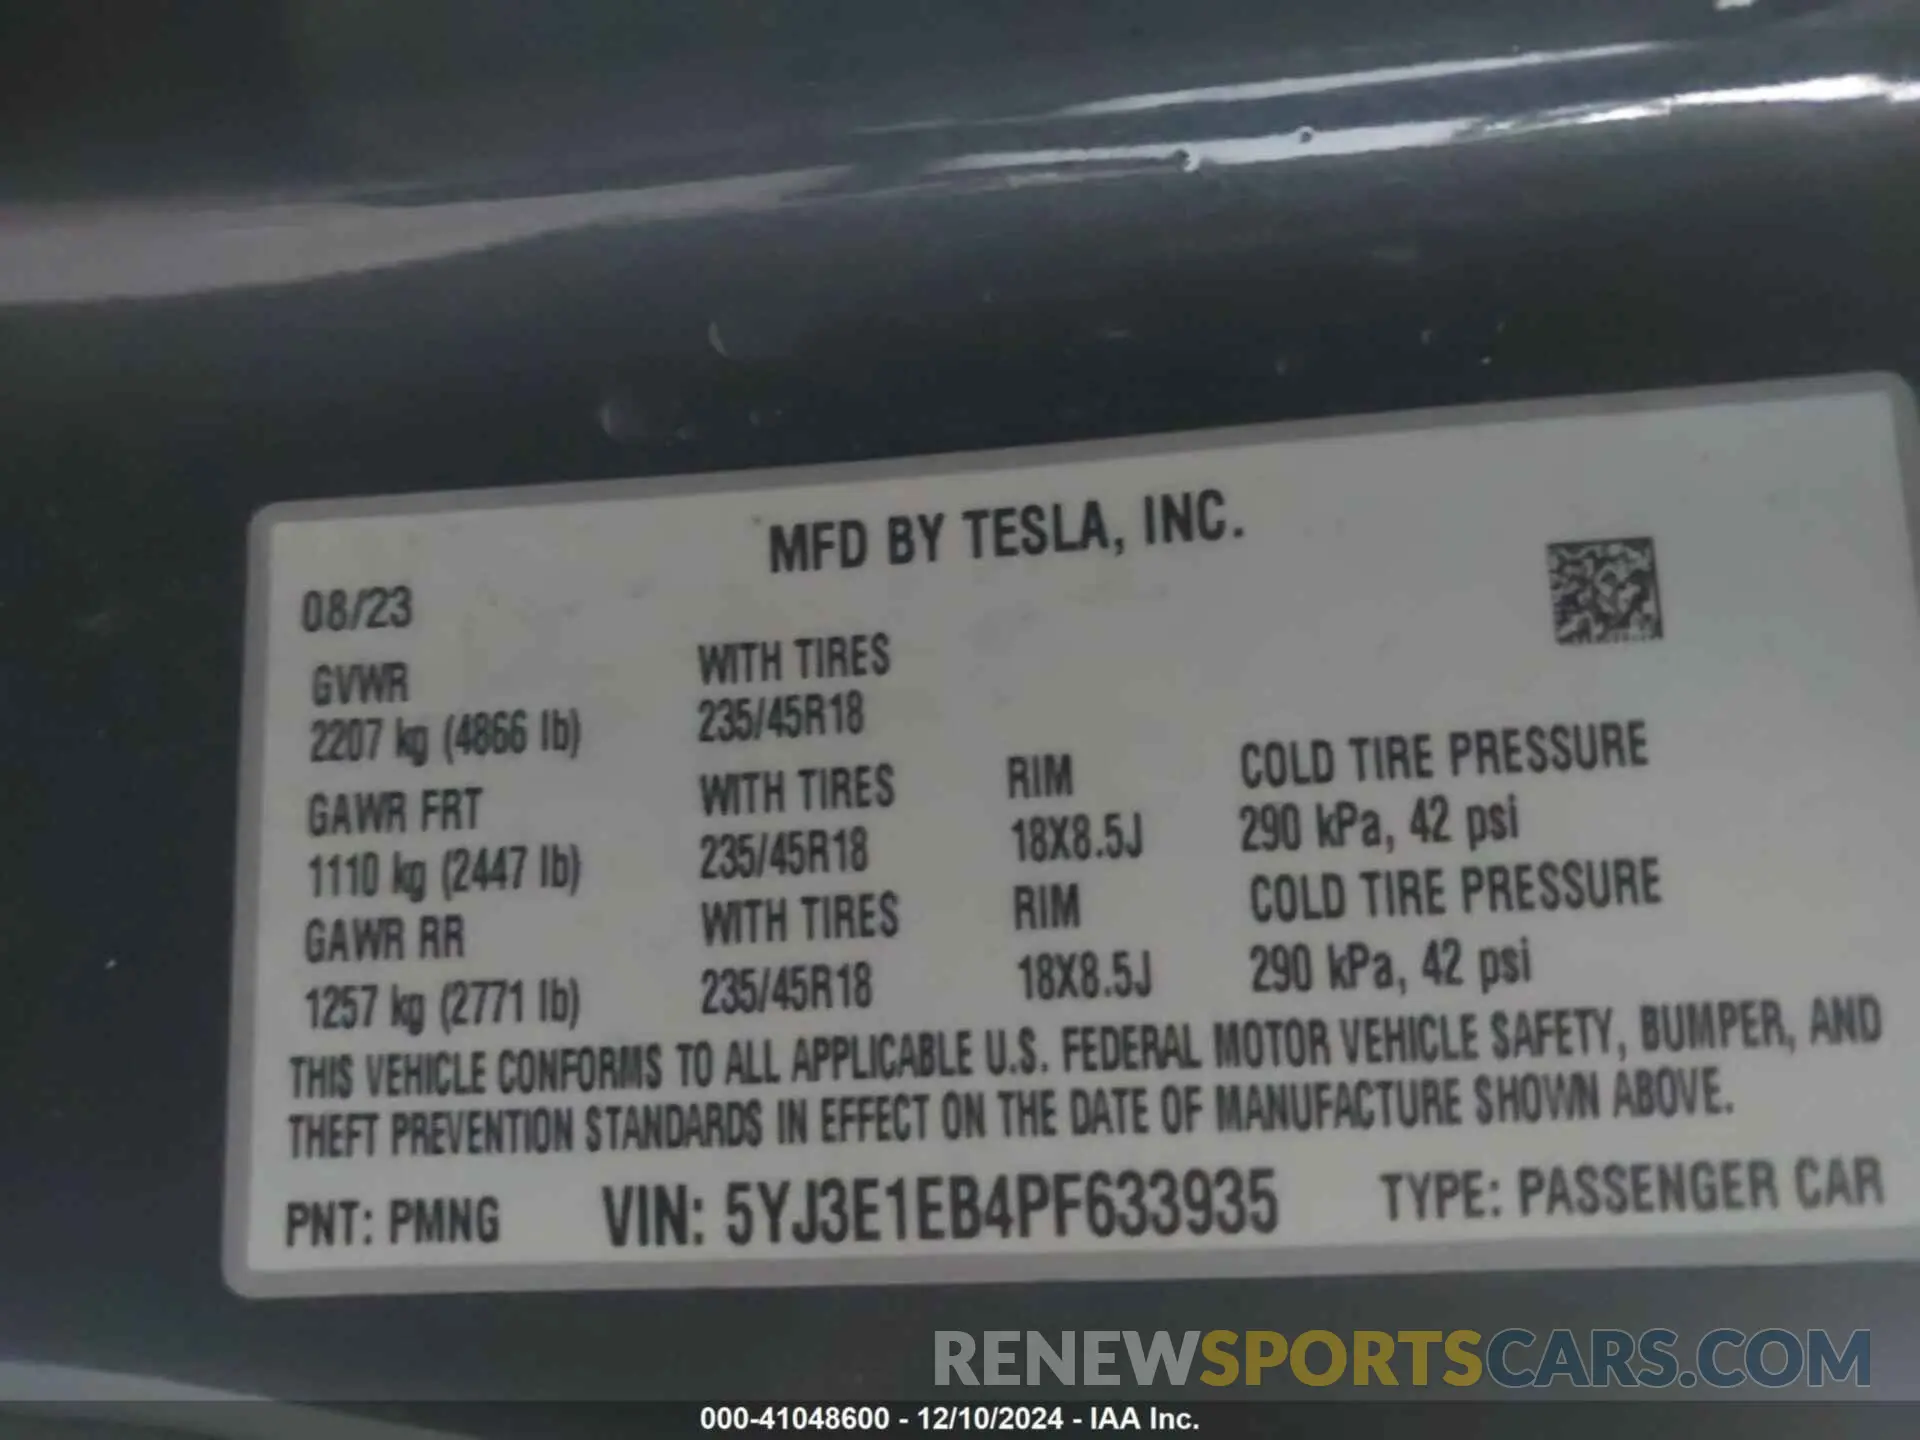 MFD BY TESLA, INC.
08/23
GVWR
2207 kg (4866 lb)
WITH TIRES
235/45R18
GAWR FRT
1110 kg (2447 lb)
WITH TIRES
235/45R18
RIM
18X8.5J
COLD TIRE PRESSURE
290 kPa, 42 psi
GAWR RR
1257 kg (2771 lb)
WITH TIRES
235/45R18
RIM
18X8.5J
COLD TIRE PRESSURE
290 kPa, 42 psi
THIS VEHICLE CONFORMS TO ALL APPLICABLE U.S. FEDERAL MOTOR VEHICLE SAFETY, BUMPER, AND
THEFT PREVENTION STANDARDS IN EFFECT ON THE DATE OF MANUFACTURE SHOWN ABOVE.
PNT: PMNG VIN: 5YJ3E1EB4PF633935 TYPE: PASSENGER CAR
RENEWSPORTSCARS.COM
000-41048600 - 12/10/2024 - IAA Inc.